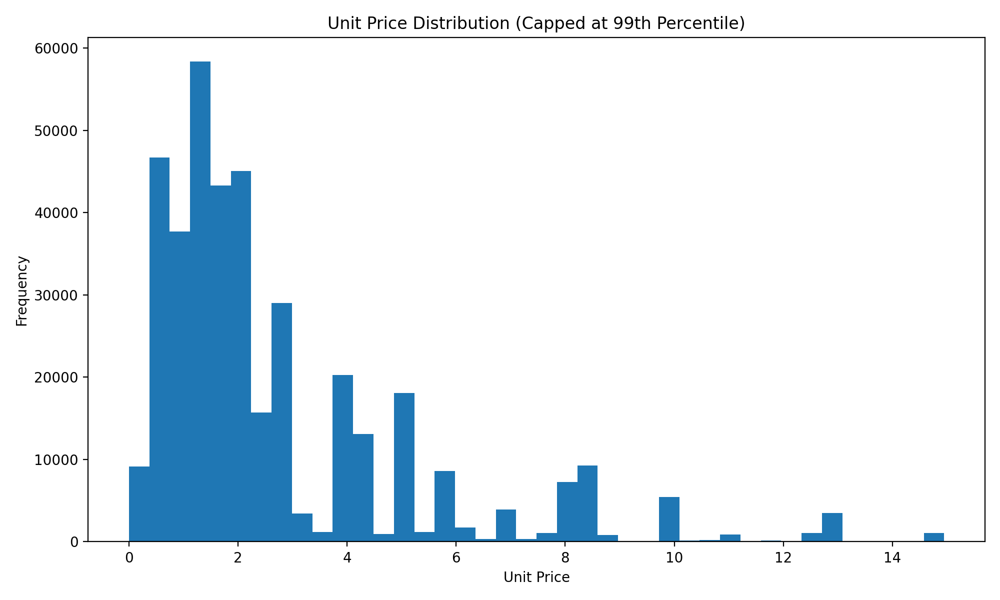 Unit Price Distribution (Capped at 99th Percentile)
60000
50000
40000
30000
20000
10000
0
Frequency
0 2 4 6 8 10 12 14
Unit Price